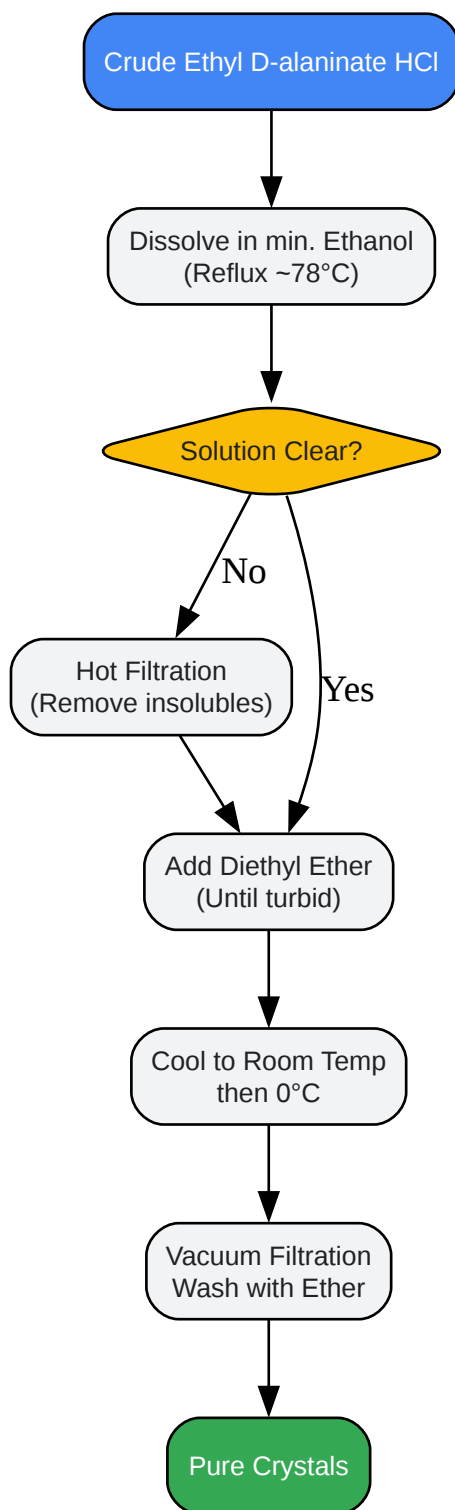 Crude Ethyl D-alaninate HCl
Dissolve in min. Ethanol
(Reflux ~78°C)
Solution Clear?
No
Hot Filtration
(Remove insolubles)
Yes
Add Diethyl Ether
(Until turbid)
Cool to Room Temp
then 0°C
Vacuum Filtration
Wash with Ether
Pure Crystals